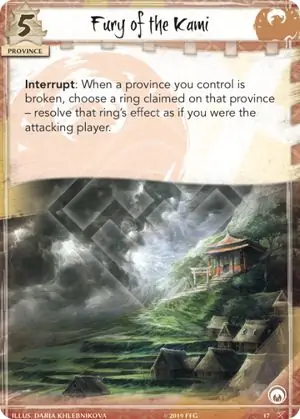 Fury of the Kami
5
PROVINCE
Interrupt: When a province you control is
broken, choose a ring claimed on that province
– resolve that ring's effect as if you were the
attacking player.
ILLUS. DARIA KHLEBNIKOVA
©2019 FFG
17